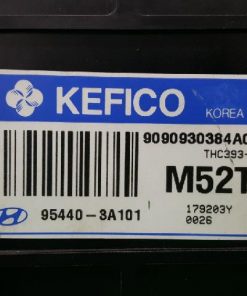 KEFICO
KOREA
9090930384A0
THC393-
M52T
95440-3A101
179203Y
0026